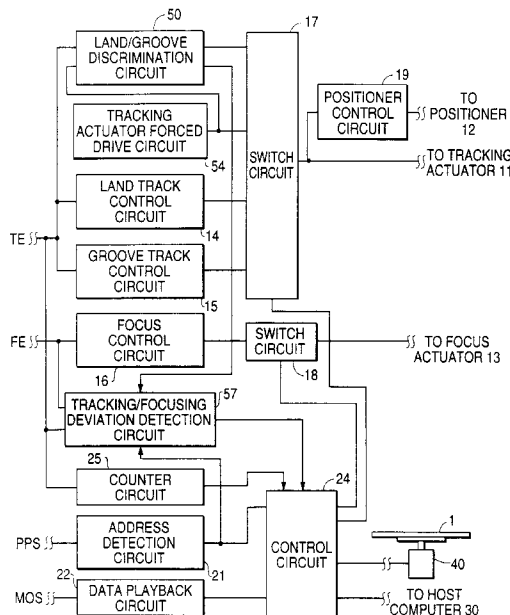 50
LAND/GROOVE
DISCRIMINATION
CIRCUIT
17
19
POSITIONER
CONTROL
CIRCUIT
TO
POSITIONER
12
TRACKING
ACTUATOR FORCED
DRIVE CIRCUIT
54
SWITCH
CIRCUIT
TO TRACKING
ACTUATOR 11
LAND TRACK
CONTROL
CIRCUIT
14
TE
GROOVE TRACK
CONTROL
CIRCUIT
15
FE
FOCUS
CONTROL
CIRCUIT
16
SWITCH
CIRCUIT
18
TO FOCUS
ACTUATOR 13
57
TRACKING/FOCUSING
DEVIATION DETECTION
CIRCUIT
25
COUNTER
CIRCUIT
24
CONTROL
CIRCUIT
1
40
PPS
ADDRESS
DETECTION
CIRCUIT
21
22
MOS
DATA PLAYBACK
CIRCUIT
TO HOST
COMPUTER 30